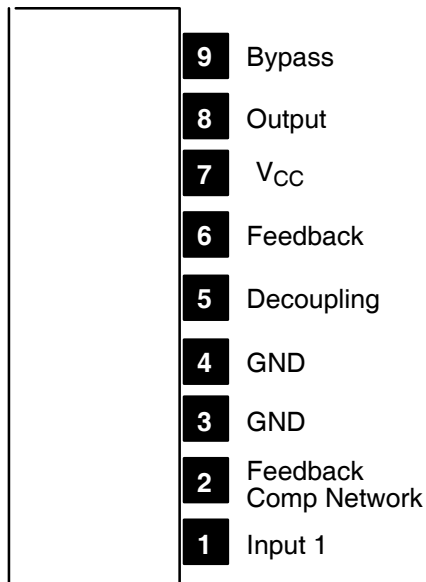 9 Bypass
8 Output
7 VCC
6 Feedback
5 Decoupling
4 GND
3 GND
2 Feedback
Comp Network
1 Input 1